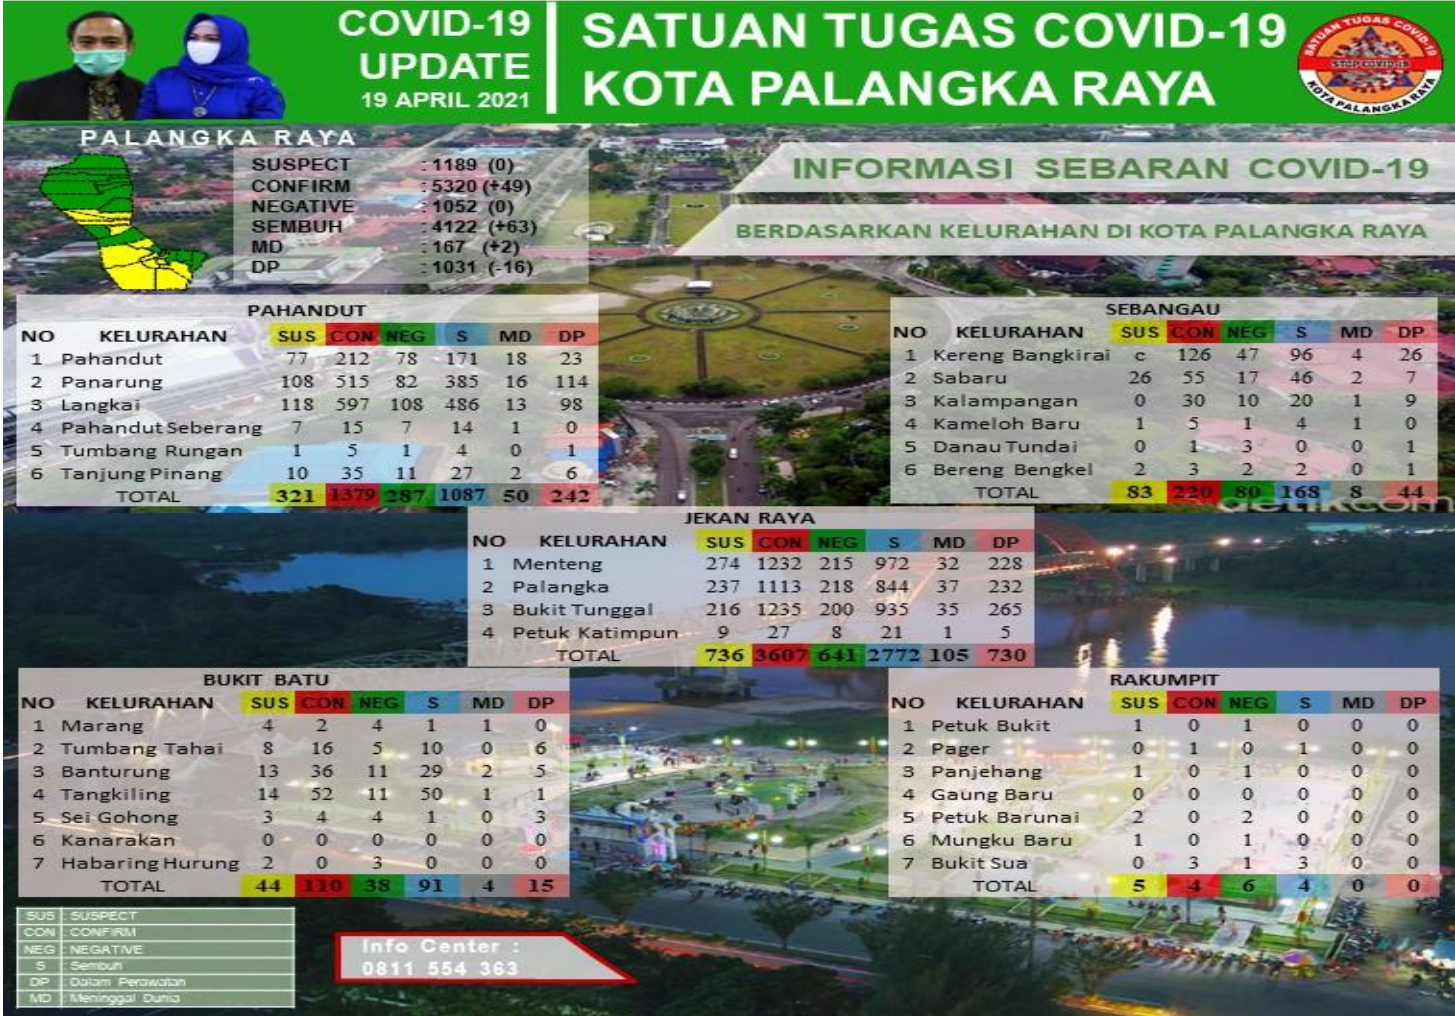 COVID-19
UPDATE
19 APRIL 2021
SATUAN TUGAS COVID-19
KOTA PALANGKA RAYA
SATUAN TUGAS COVID-19
STOP COVID-19
KOTA PALANGKARAYA
PALANGKA RAYA
SUSPECT : 1189 (0)
CONFIRM : 5320 (+49)
NEGATIVE : 1052 (0)
SEMBUH : 4122 (+63)
MD : 167 (+2)
DP : 1031 (-16)
INFORMASI SEBARAN COVID-19
BERDASARKAN KELURAHAN DI KOTA PALANGKA RAYA
PAHANDUT
NO KELURAHAN SUS CON NEG S MD DP
1 Pahandut 77 212 78 171 18 23
2 Panarung 108 515 82 385 16 114
3 Langkai 118 597 108 486 13 98
4 Pahandut Seberang 7 15 7 14 1 0
5 Tumbang Rungan 1 5 1 4 0 1
6 Tanjung Pinang 10 35 11 27 2 6
TOTAL 321 1379 287 1087 50 242
SEBANGAU
NO KELURAHAN SUS CON NEG S MD DP
1 Kereng Bangkirai c 126 47 96 4 26
2 Sabaru 26 55 17 46 2 7
3 Kalampangan 0 30 10 20 1 9
4 Kameloh Baru 1 5 1 4 1 0
5 Danau Tundai 0 1 3 0 0 1
6 Bereng Bengkel 2 3 2 2 0 1
TOTAL 83 220 80 168 8 44
detikcom
JEKAN RAYA
NO KELURAHAN SUS CON NEG S MD DP
1 Menteng 274 1232 215 972 32 228
2 Palangka 237 1113 218 844 37 232
3 Bukit Tunggal 216 1235 200 935 35 265
4 Petuk Katimpun 9 27 8 21 1 5
TOTAL 736 3607 641 2772 105 730
BUKIT BATU
NO KELURAHAN SUS CON NEG S MD DP
1 Marang 4 2 4 1 1 0
2 Tumbang Tahai 8 16 5 10 0 6
3 Banturung 13 36 11 29 2 5
4 Tangkiling 14 52 11 50 1 1
5 Sei Gohong 3 4 4 1 0 3
6 Kanarakan 0 0 0 0 0 0
7 Habaring Hurung 2 0 3 0 0 0
TOTAL 44 110 38 91 4 15
RAKUMPIT
NO KELURAHAN SUS CON NEG S MD DP
1 Petuk Bukit 1 0 1 0 0 0
2 Pager 0 1 0 1 0 0
3 Panjehang 1 0 1 0 0 0
4 Gaung Baru 0 0 0 0 0 0
5 Petuk Barunai 2 0 2 0 0 0
6 Mungku Baru 1 0 1 0 0 0
7 Bukit Sua 0 3 1 3 0 0
TOTAL 5 4 6 4 0 0
SUS : SUSPECT
CON : CONFIRM
NEG : NEGATIVE
S : Sembuh
DP : Dalam Perawatan
MD : Meninggal Dunia
Info Center :
0811 554 363